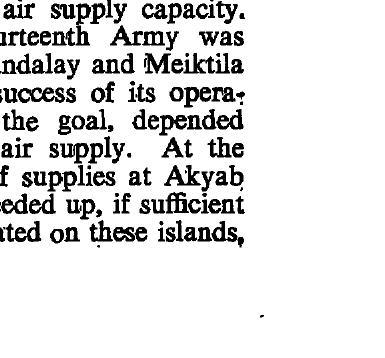 air supply capacity.
urteenth Army was
ndalay and Meiktila
success of its opera-
the goal, depended
air supply. At the
f supplies at Akyab
eded up, if sufficient
ted on these islands,